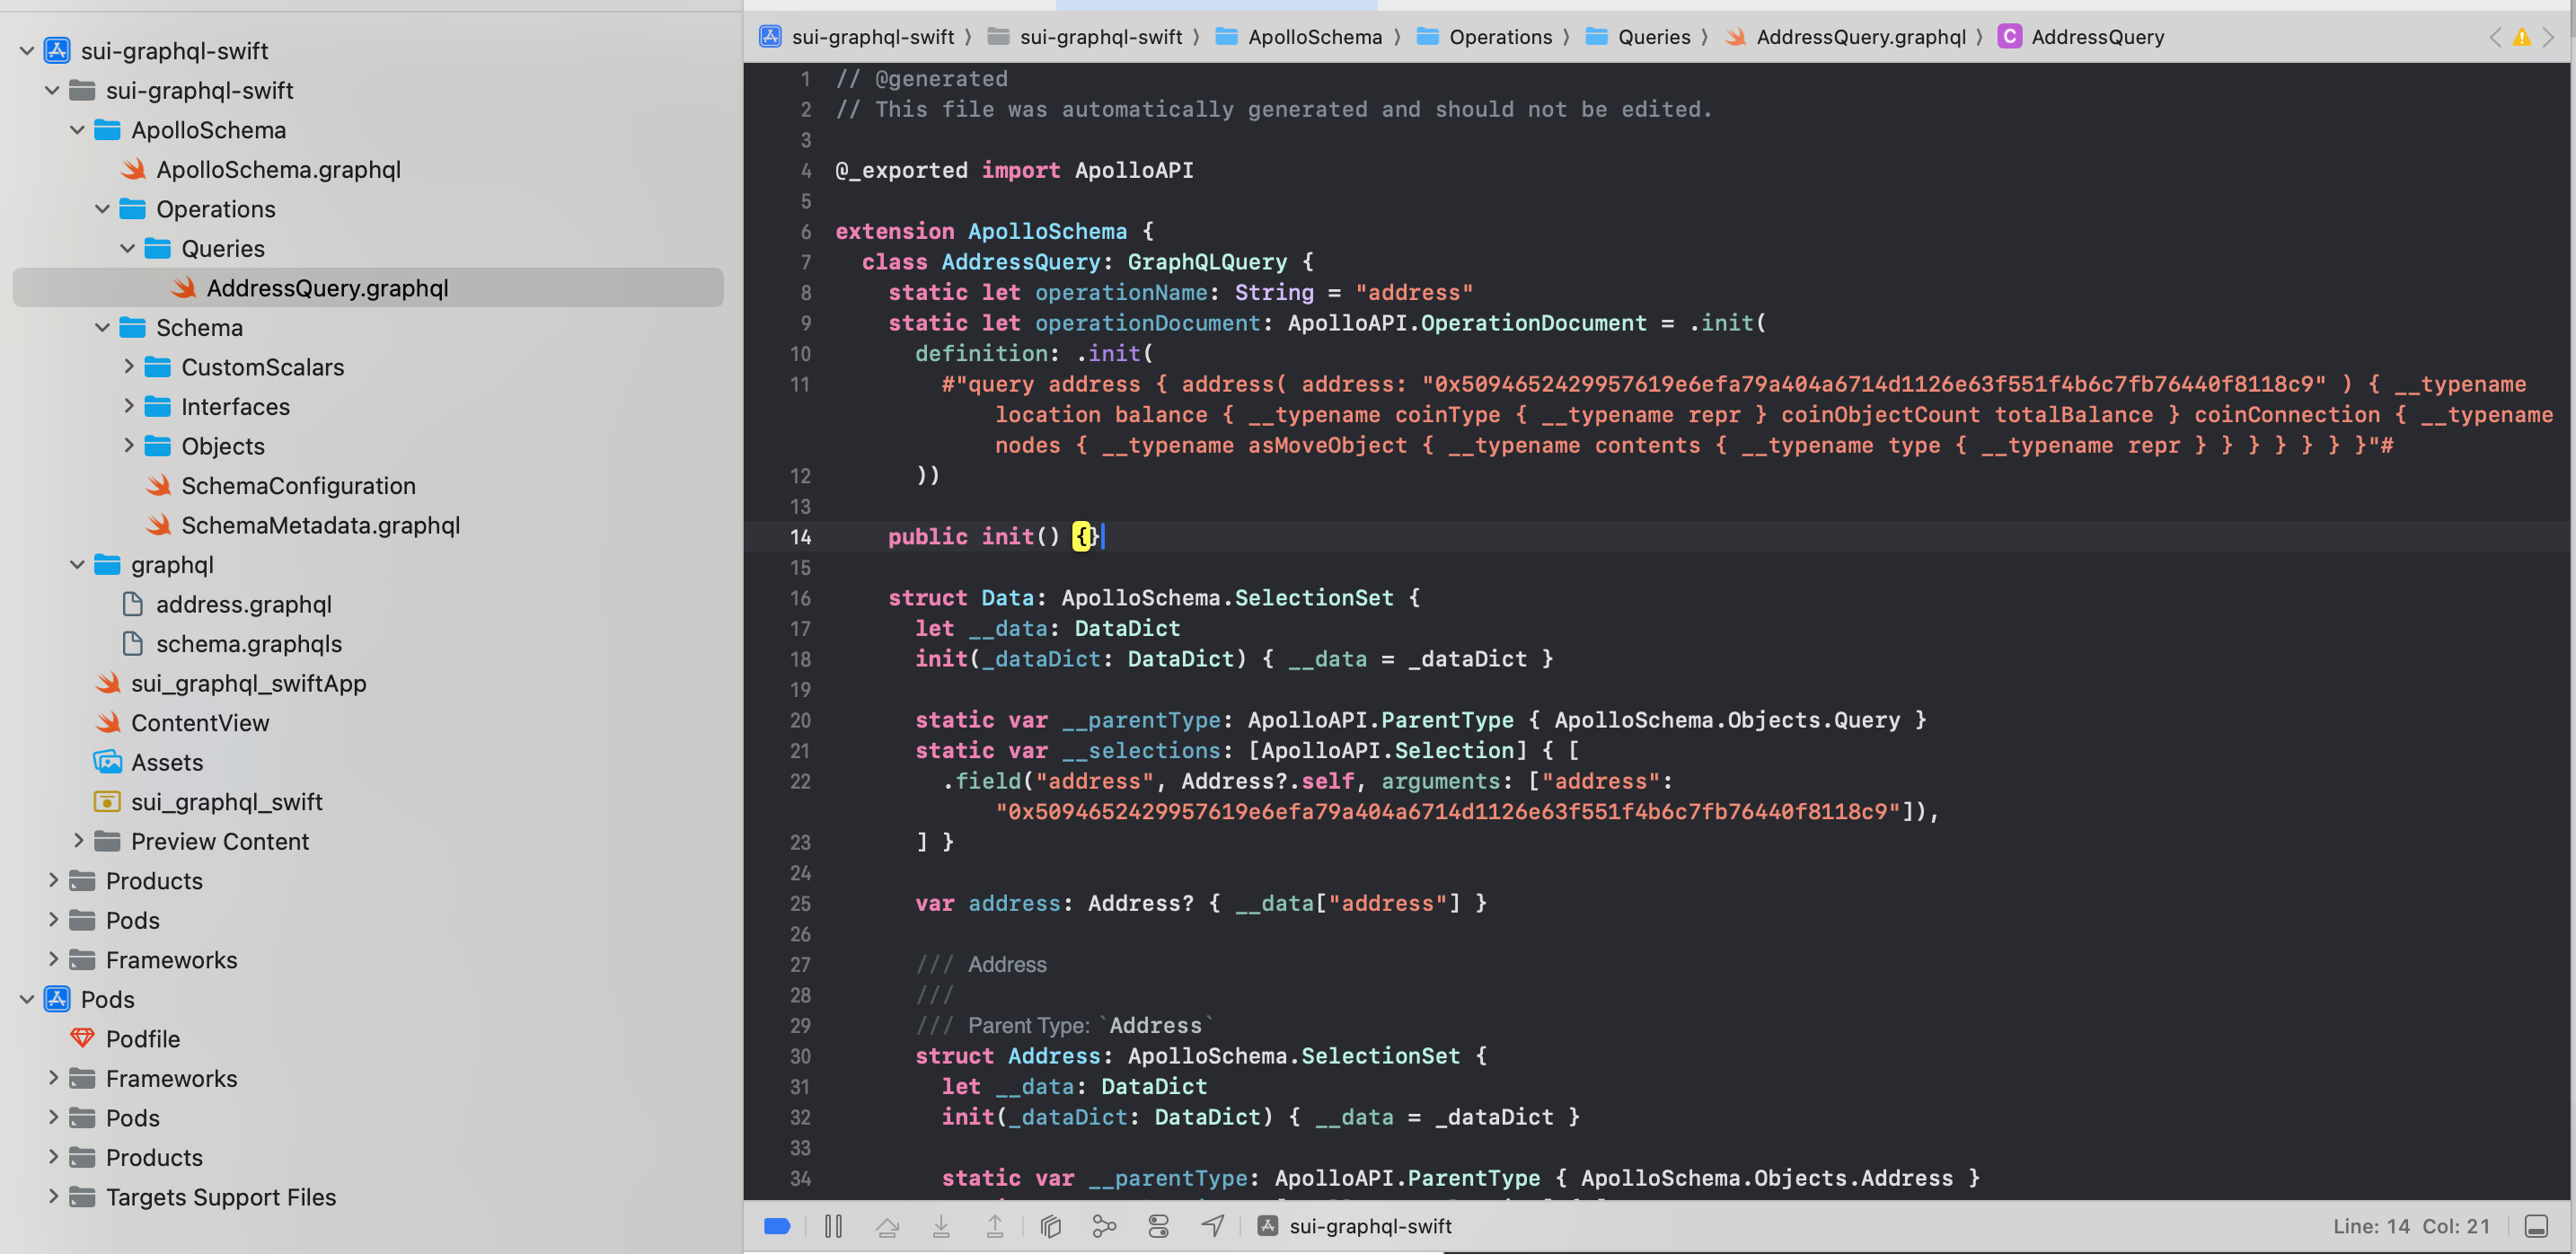 sui-graphql-swift
sui-graphql-swift
ApolloSchema
ApolloSchema.graphql
Operations
Queries
AddressQuery.graphql
Schema
CustomScalars
Interfaces
Objects
SchemaConfiguration
SchemaMetadata.graphql
graphql
address.graphql
schema.graphqls
sui_graphql_swiftApp
ContentView
Assets
sui_graphql_swift
Preview Content
Products
Pods
Frameworks
Pods
Podfile
Frameworks
Pods
Products
Targets Support Files
sui-graphql-swift ⟩ sui-graphql-swift ⟩ ApolloSchema ⟩ Operations ⟩ Queries ⟩ AddressQuery.graphql ⟩ C AddressQuery
1 // @generated
2 // This file was automatically generated and should not be edited.
3
4 @_exported import ApolloAPI
5
6 extension ApolloSchema {
7 class AddressQuery: GraphQLQuery {
8 static let operationName: String = "address"
9 static let operationDocument: ApolloAPI.OperationDocument = .init(
10 definition: .init(
11 #"query address { address( address: "0x5094652429957619e6efa79a404a6714d1126e63f551f4b6c7fb76440f8118c9" ) { __typename
location balance { __typename coinType { __typename repr } coinObjectCount totalBalance } coinConnection { __typename
nodes { __typename asMoveObject { __typename contents { __typename type { __typename repr } } } } } } }"#
12 ))
13
14 public init() {}
15
16 struct Data: ApolloSchema.SelectionSet {
17 let __data: DataDict
18 init(_dataDict: DataDict) { __data = _dataDict }
19
20 static var __parentType: ApolloAPI.ParentType { ApolloSchema.Objects.Query }
21 static var __selections: [ApolloAPI.Selection] { [
22 .field("address", Address?.self, arguments: ["address":
"0x5094652429957619e6efa79a404a6714d1126e63f551f4b6c7fb76440f8118c9"]),
23 ] }
24
25 var address: Address? { __data["address"] }
26
27 /// Address
28 ///
29 /// Parent Type: `Address`
30 struct Address: ApolloSchema.SelectionSet {
31 let __data: DataDict
32 init(_dataDict: DataDict) { __data = _dataDict }
33
34 static var __parentType: ApolloAPI.ParentType { ApolloSchema.Objects.Address }
sui-graphql-swift
Line: 14 Col: 21